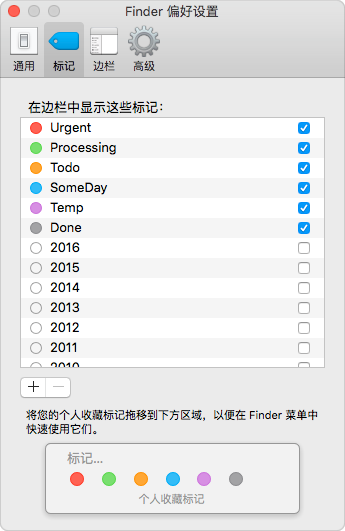 Finder 偏好设置
通用 标记 边栏 高级
在边栏中显示这些标记：
Urgent
Processing
Todo
SomeDay
Temp
Done
2016
2015
2014
2013
2012
2011
2010
将您的个人收藏标记拖移到下方区域，以便在 Finder 菜单中
快速使用它们。
标记...
个人收藏标记